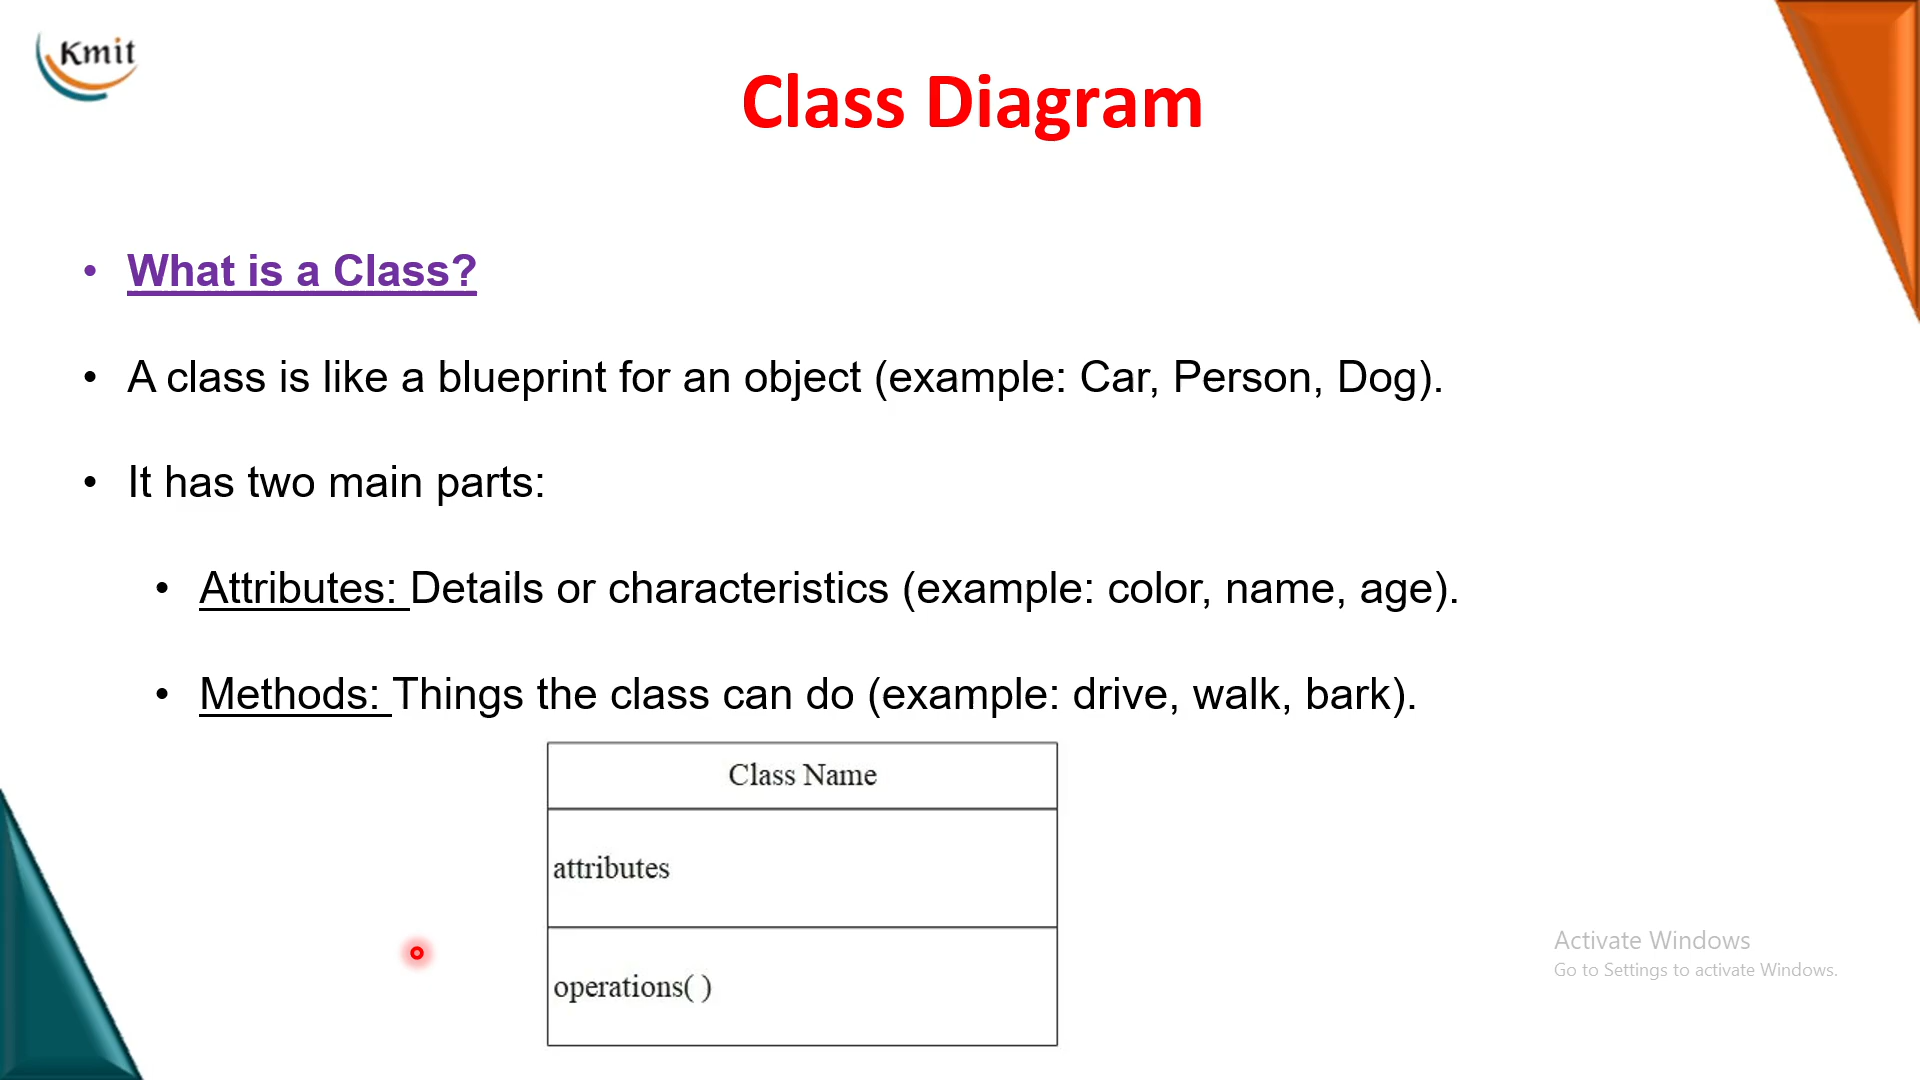 Kmit
Class Diagram
• What is a Class?
• A class is like a blueprint for an object (example: Car, Person, Dog).
• It has two main parts:
• Attributes: Details or characteristics (example: color, name, age).
• Methods: Things the class can do (example: drive, walk, bark).
Class Name
attributes
operations( )
Activate Windows
Go to Settings to activate Windows.